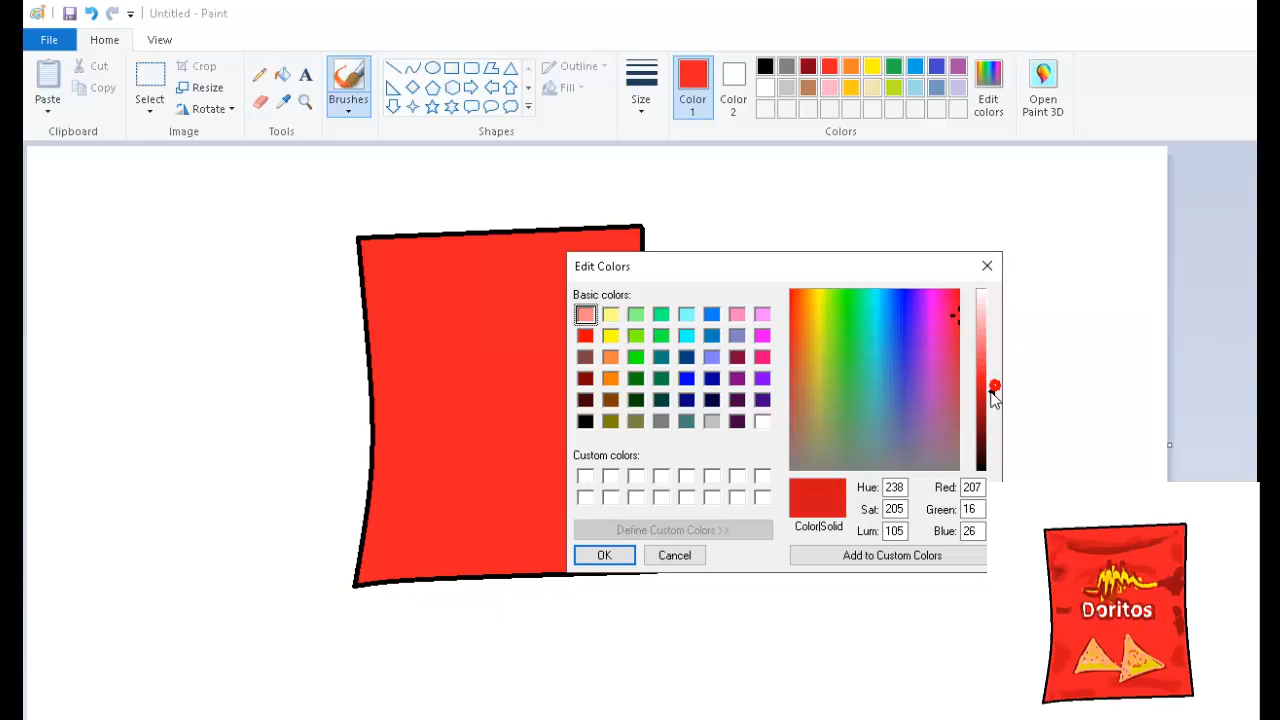 Untitled - Paint
File Home View
Paste
Cut
Copy
Clipboard
Select
Crop
Resize
Rotate
Image
A
Tools
Brushes
Shapes
Outline
Fill
Size
Color 1
Color 2
Edit colors
Colors
Open Paint 3D
Edit Colors
Basic colors:
Custom colors:
Define Custom Colors >>
OK Cancel
Color|Solid
Hue: 238 Red: 207
Sat: 205 Green: 16
Lum: 105 Blue: 26
Add to Custom Colors
Doritos